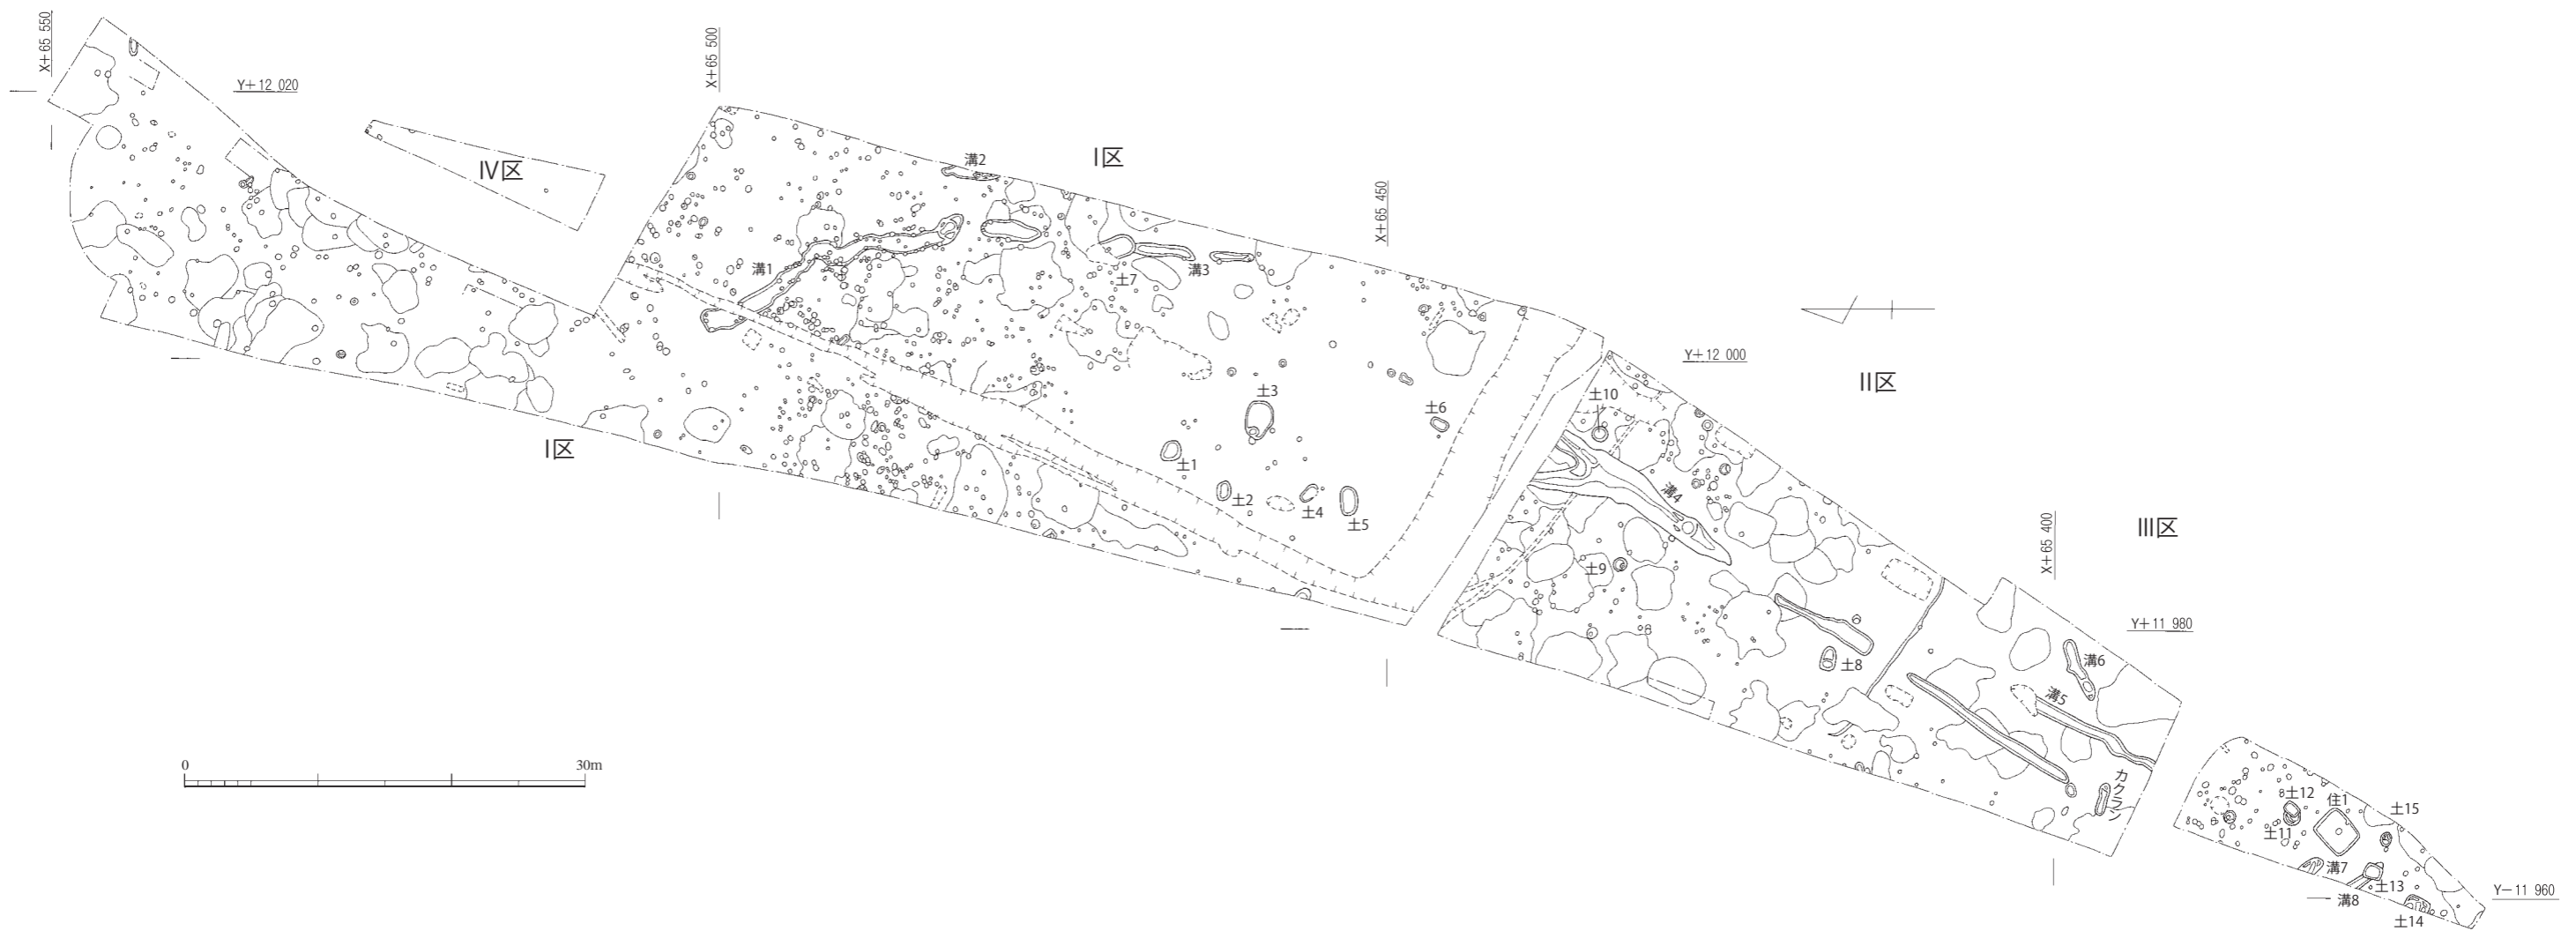 X+65 550
Y+12 020
Ⅳ区
X+65 500
溝2
Ⅰ区
X+65 450
溝1
土7
溝3
Ⅰ区
土3
土1
土2
土4
土5
土6
Y+12 000
Ⅱ区
土10
溝4
土9
土8
X+65 400
Ⅲ区
Y+11 980
溝6
溝5
カクラン
0
30m
土12
住1
土15
土11
溝7
土13
溝8
土14
Y−11 960